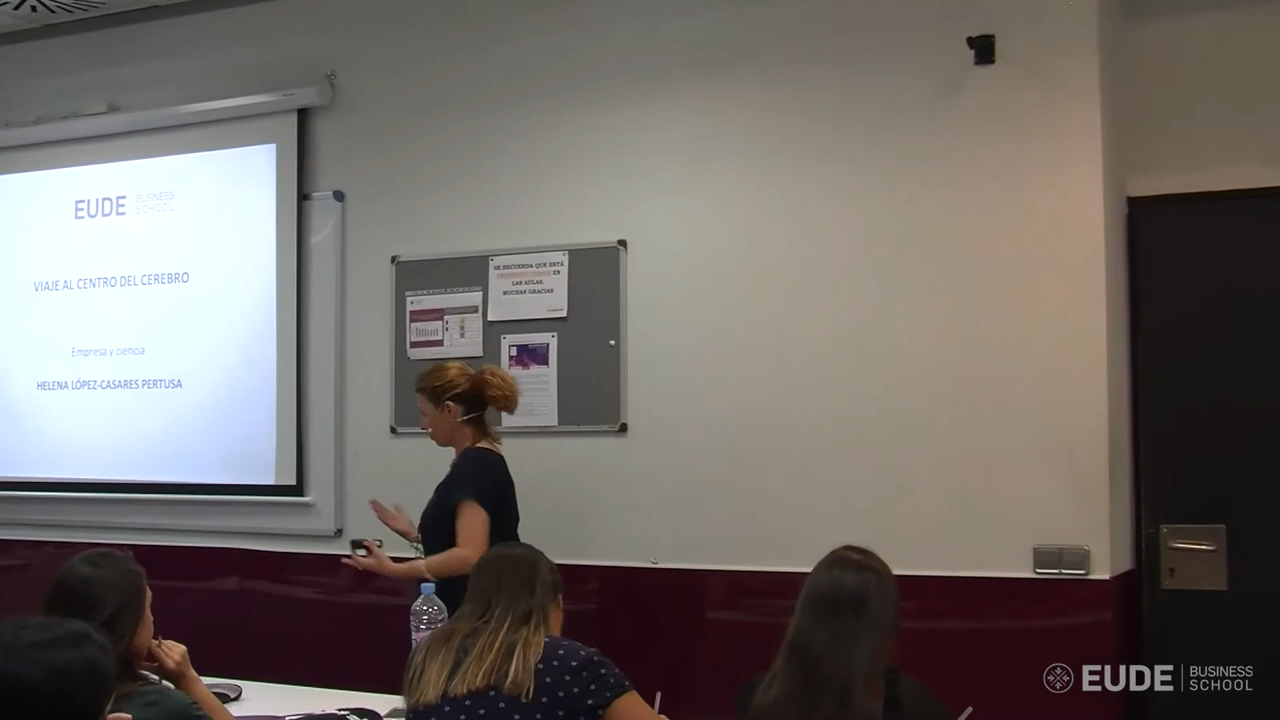 EUDE BUSINESS SCHOOL
VIAJE AL CENTRO DEL CEREBRO
Empresa y ciencia
HELENA LÓPEZ-CASARES PERTUSA
SE RECUERDA QUE ESTÁ
EN
LAS AULAS.
MUCHAS GRACIAS
EUDE BUSINESS SCHOOL